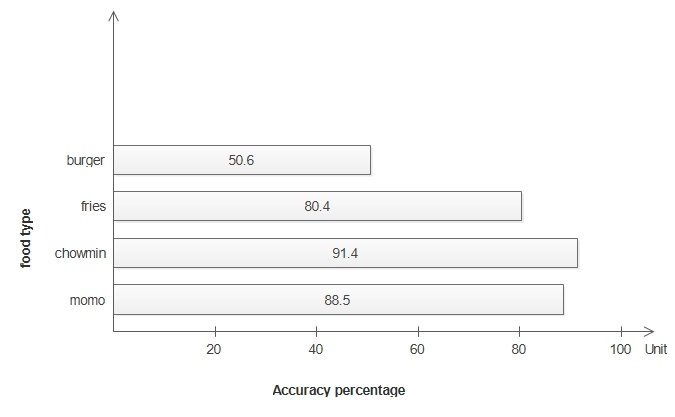 burger
50.6
fries
80.4
food type
chowmin
91.4
momo
88.5
20 40 60 80 100 Unit
Accuracy percentage